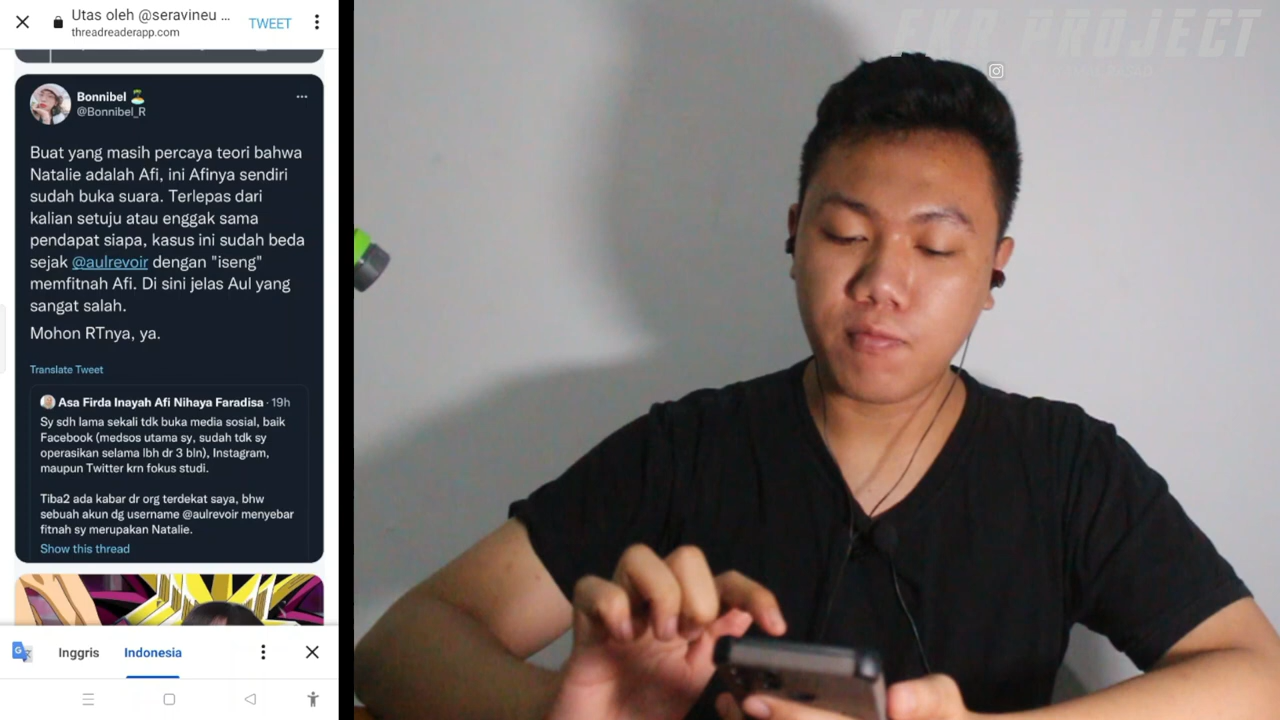 Utas oleh @seravineu ...
threadreaderapp.com
TWEET
Bonnibel
@Bonnibel_R
Buat yang masih percaya teori bahwa
Natalie adalah Afi, ini Afinya sendiri
sudah buka suara. Terlepas dari
kalian setuju atau enggak sama
pendapat siapa, kasus ini sudah beda
sejak @aulrevoir dengan "iseng"
memfitnah Afi. Di sini jelas Aul yang
sangat salah.
Mohon RTnya, ya.
Translate Tweet
Asa Firda Inayah Afi Nihaya Faradisa · 19h
Sy sdh lama sekali tdk buka media sosial, baik
Facebook (medsos utama sy, sudah tdk sy
operasikan selama lbh dr 3 bln), Instagram,
maupun Twitter krn fokus studi.
Tiba2 ada kabar dr org terdekat saya, bhw
sebuah akun dg username @aulrevoir menyebar
fitnah sy merupakan Natalie.
Show this thread
Inggris
Indonesia
PROJECT